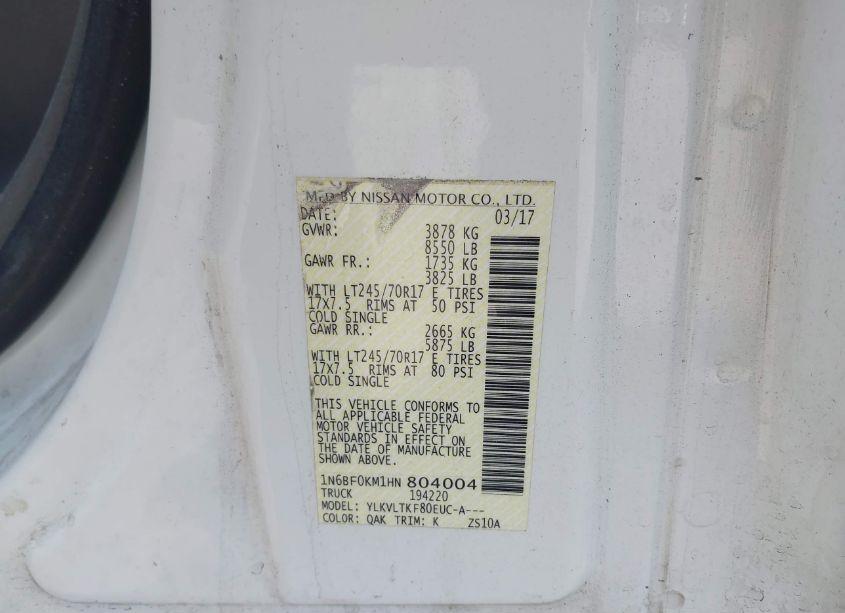 MFD BY NISSAN MOTOR CO., LTD.
DATE: 03/17
GVWR: 3878 KG
8550 LB
GAWR FR.: 1735 KG
3825 LB
WITH LT245/70R17 E TIRES
17X7.5 RIMS AT 50 PSI
COLD SINGLE
GAWR RR.: 2665 KG
5875 LB
WITH LT245/70R17 E TIRES
17X7.5 RIMS AT 80 PSI
COLD SINGLE
THIS VEHICLE CONFORMS TO
ALL APPLICABLE FEDERAL
MOTOR VEHICLE SAFETY
STANDARDS IN EFFECT ON
THE DATE OF MANUFACTURE
SHOWN ABOVE.
1N6BF0KM1HN 804004
TRUCK 194220
MODEL: YLKVLTKF80EUC-A---
COLOR: QAK TRIM: K ZS10A